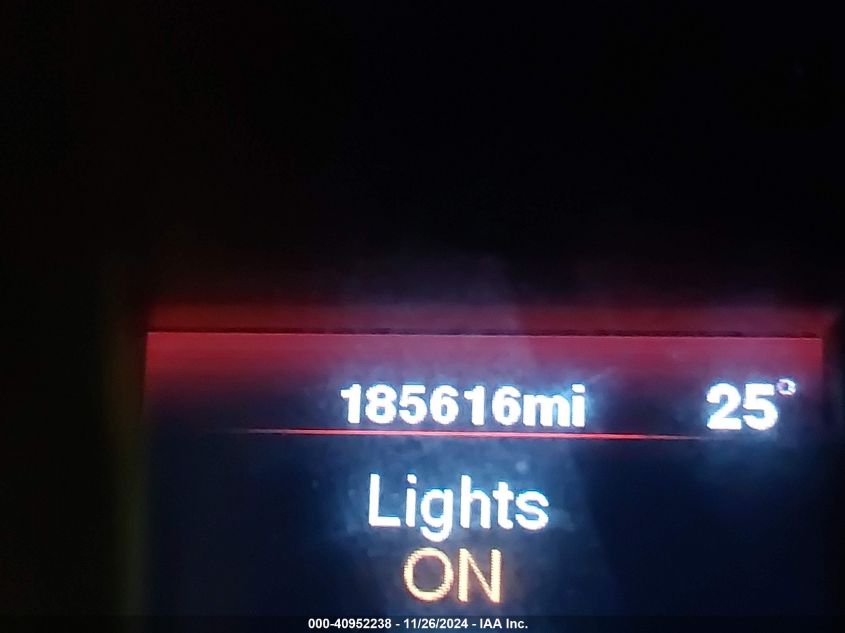 185616mi 25°
Lights
ON
000-40952238 - 11/26/2024 - IAA Inc.